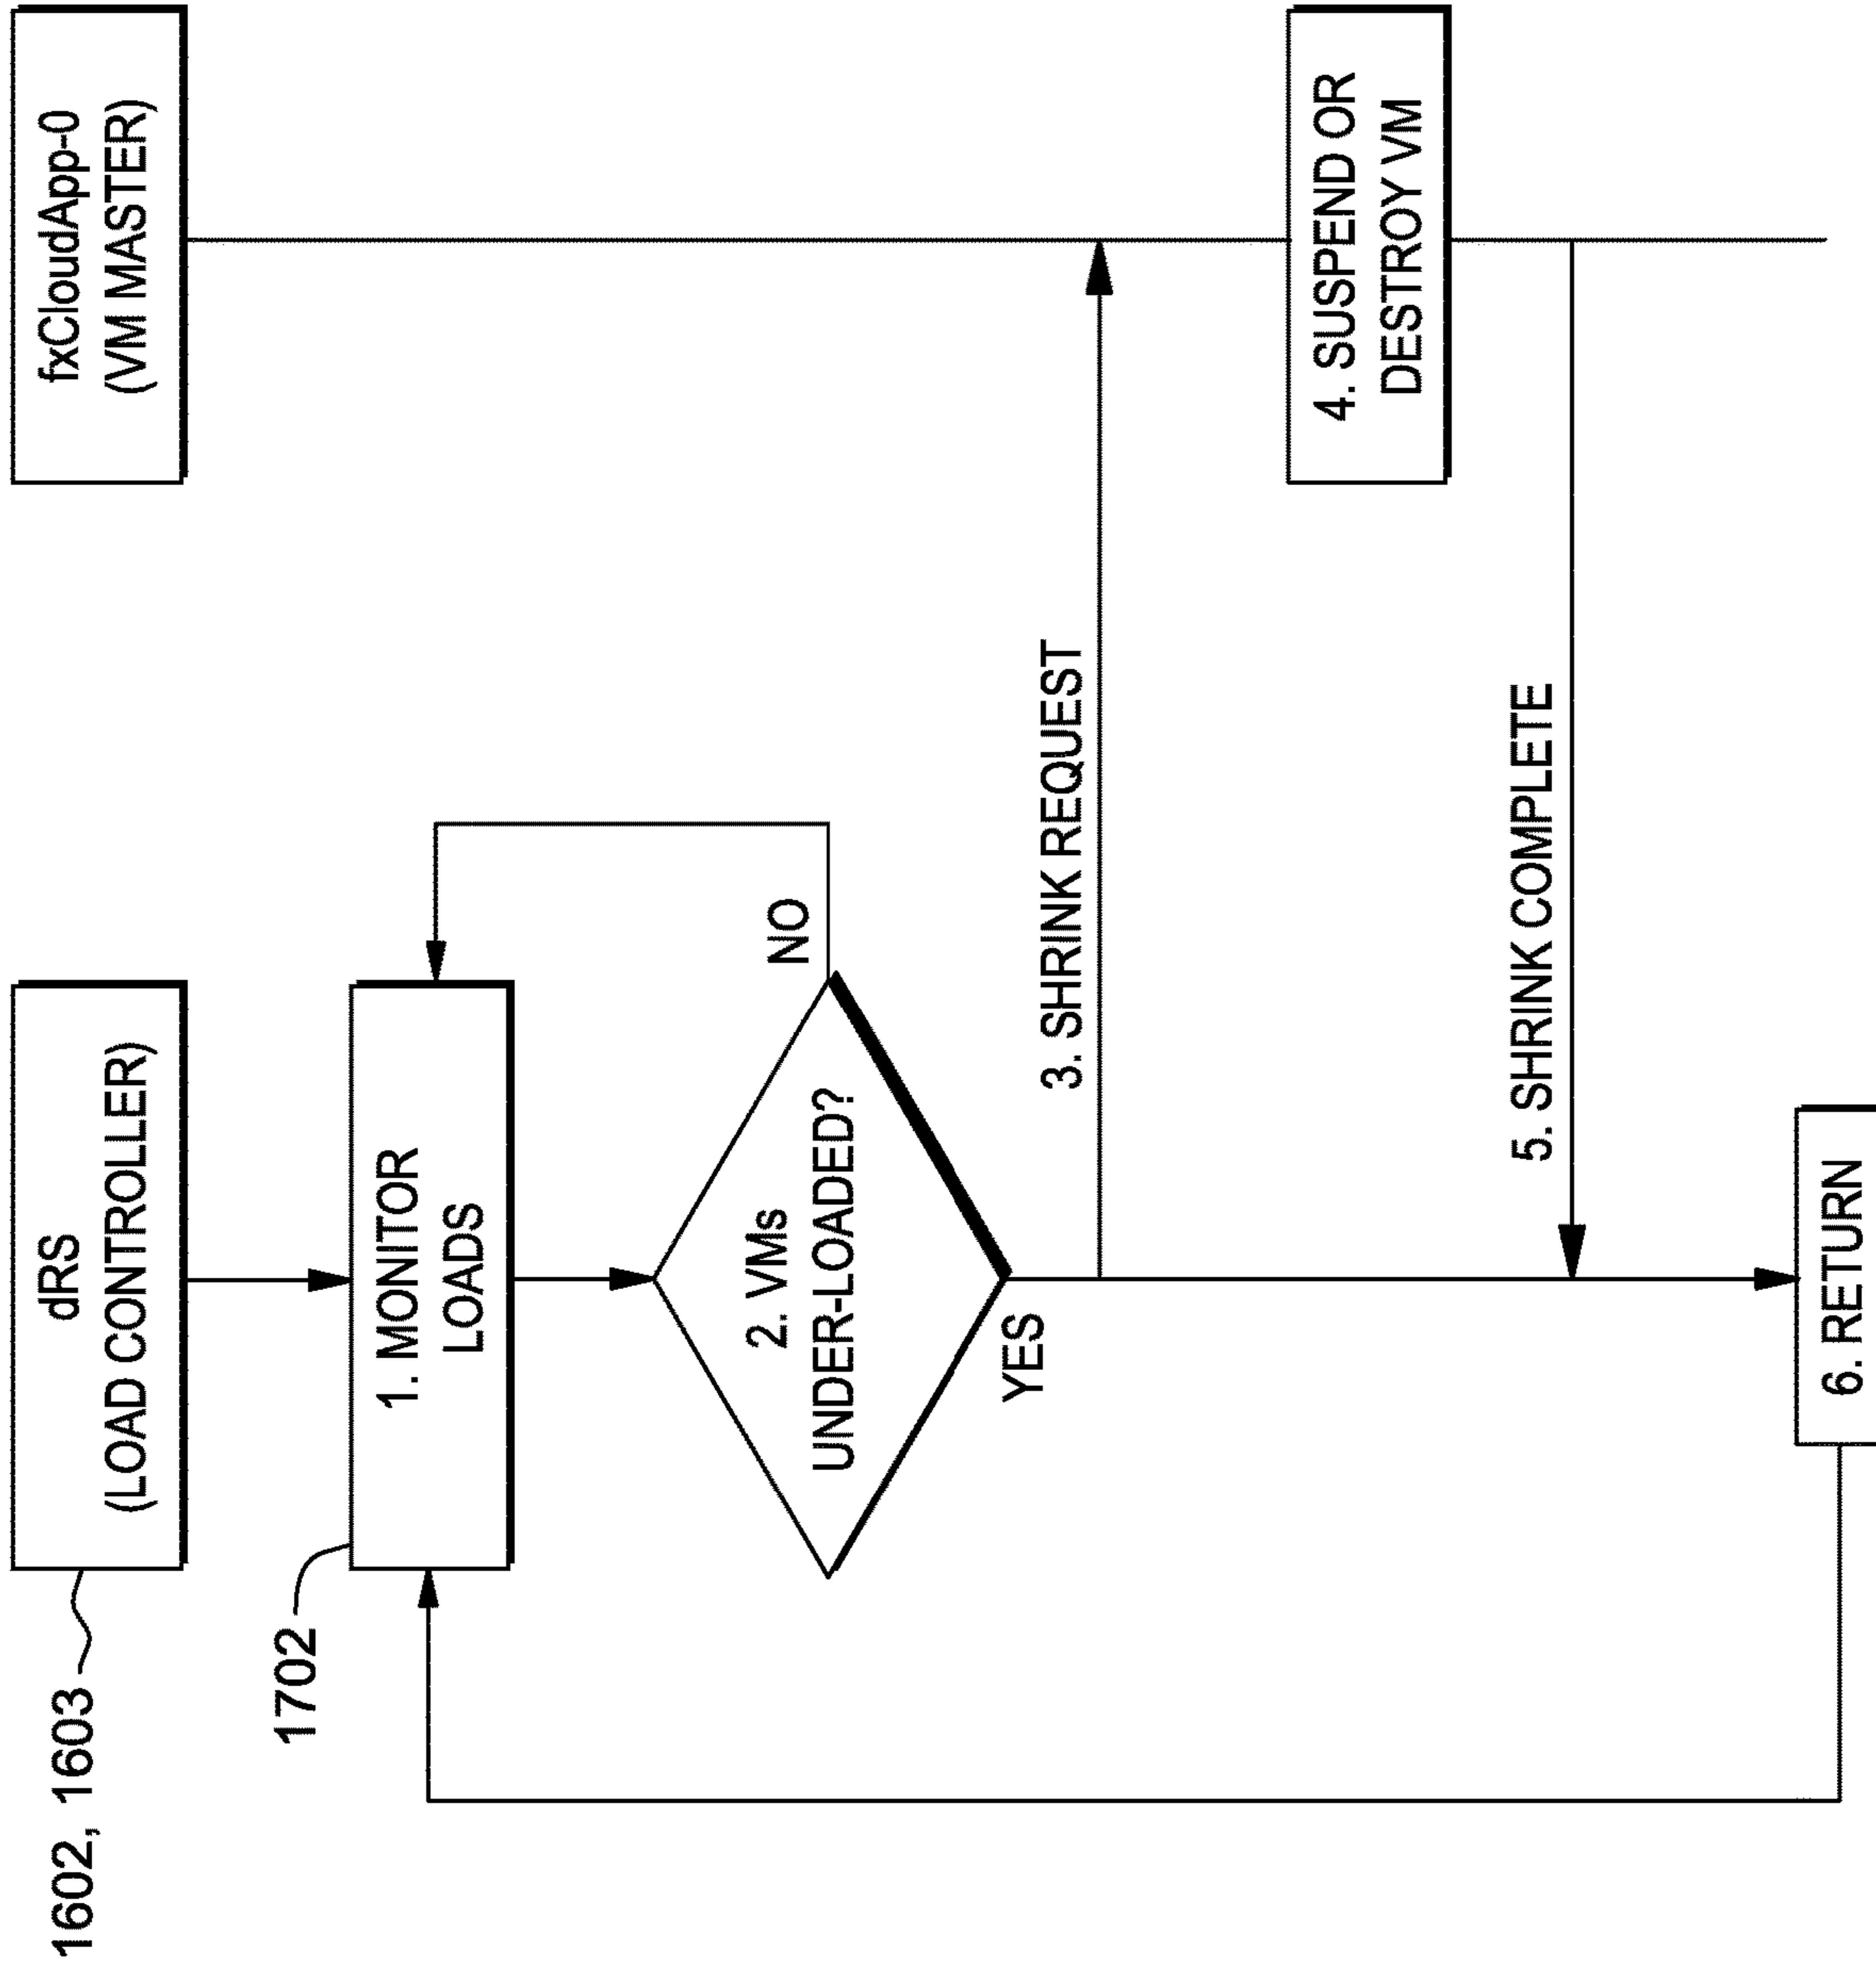 1602, 1603
dRS
(LOAD CONTROLLER)
fxCloudApp-0
(VM MASTER)
1702
1. MONITOR
LOADS
2. VMs
UNDER-LOADED?
NO
YES
3. SHRINK REQUEST
4. SUSPEND OR
DESTROY VM
5. SHRINK COMPLETE
6. RETURN